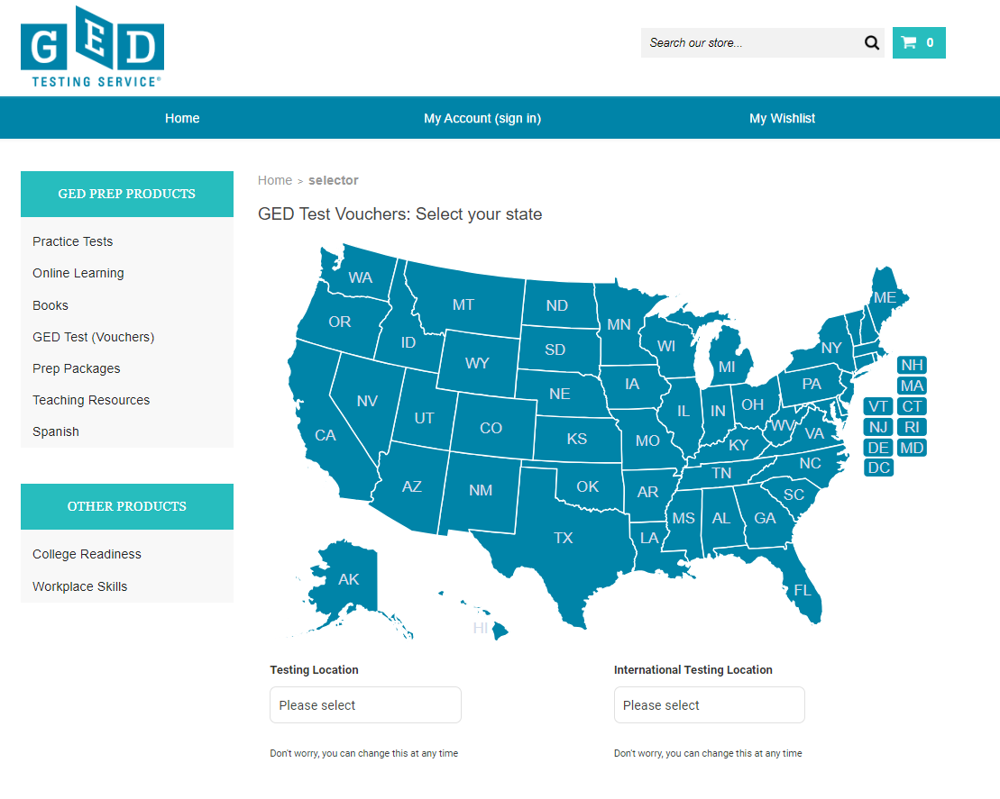 GED
TESTING SERVICE®
Search our store...
0
Home
My Account (sign in)
My Wishlist
GED PREP PRODUCTS
Practice Tests
Online Learning
Books
GED Test (Vouchers)
Prep Packages
Teaching Resources
Spanish
OTHER PRODUCTS
College Readiness
Workplace Skills
Home > selector
GED Test Vouchers: Select your state
WA
MT
ND
MN
ME
OR
ID
SD
WI
NY
WY
MI
NH
IA
PA
MA
NV
NE
OH
VT
CT
UT
CO
IL
IN
WV
NJ
RI
CA
KS
MO
KY
VA
DE
MD
NC
DC
AZ
NM
OK
AR
TN
SC
TX
LA
MS
AL
GA
AK
HI
FL
Testing Location
Please select
Don't worry, you can change this at any time
International Testing Location
Please select
Don't worry, you can change this at any time